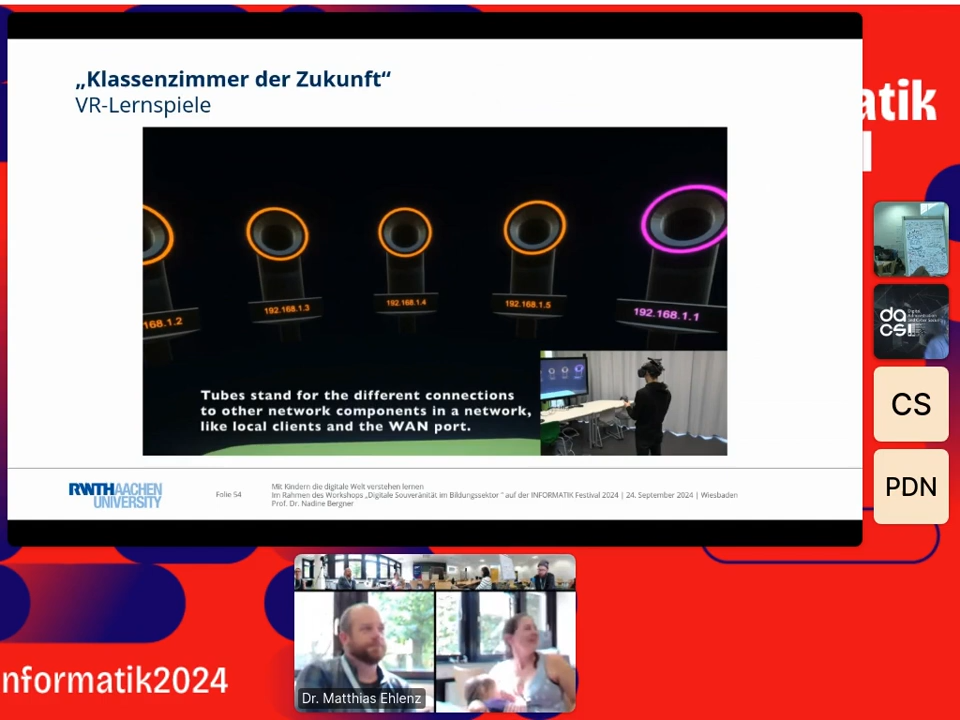 „Klassenzimmer der Zukunft“
VR-Lernspiele
168.1.2
192.168.1.3
192.168.1.4
192.168.1.5
192.168.1.1
Tubes stand for the different connections
to other network components in a network,
like local clients and the WAN port.
RWTHAACHEN
UNIVERSITY
Folie 54
Mit Kindern die digitale Welt verstehen lernen
Im Rahmen des Workshops „Digitale Souveränität im Bildungssektor “ auf der INFORMATIK Festival 2024 | 24. September 2024 | Wiesbaden
Prof. Dr. Nadine Bergner
atik
da
csi
CS
PDN
Dr. Matthias Ehlenz
nformatik2024